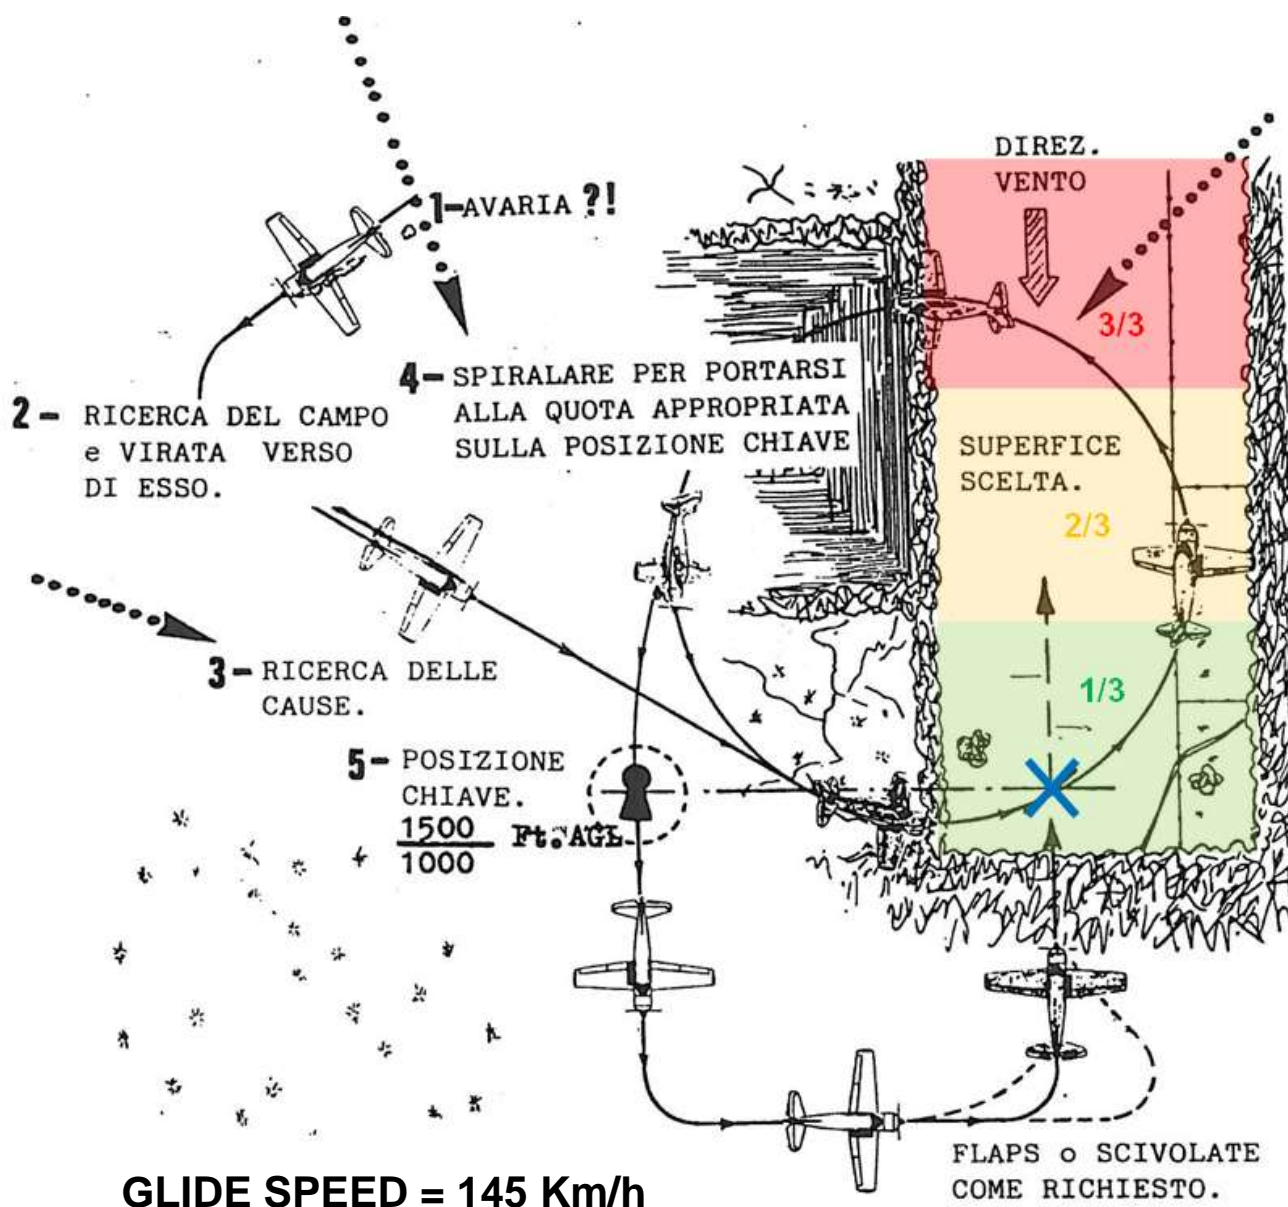 DIREZ.
VENTO
1-AVARIA ?!
3/3
4- SPIRALARE PER PORTARSI
ALLA QUOTA APPROPRIATA
SULLA POSIZIONE CHIAVE
2- RICERCA DEL CAMPO
e VIRATA VERSO
DI ESSO.
SUPERFICE
SCELTA.
2/3
3- RICERCA DELLE
CAUSE.
1/3
5- POSIZIONE
CHIAVE.
1500
1000
Ft. AGL
FLAPS o SCIVOLATE
COME RICHIESTO.
GLIDE SPEED = 145 Km/h